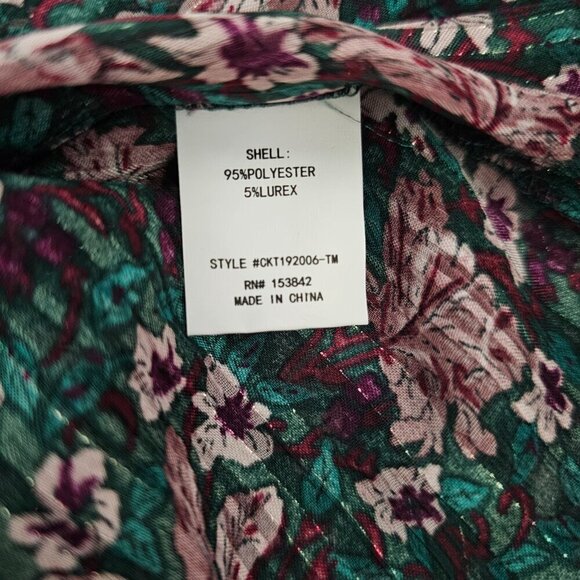 SHELL:
95%POLYESTER
5%LUREX
STYLE #CKT192006-TM
RN# 153842
MADE IN CHINA